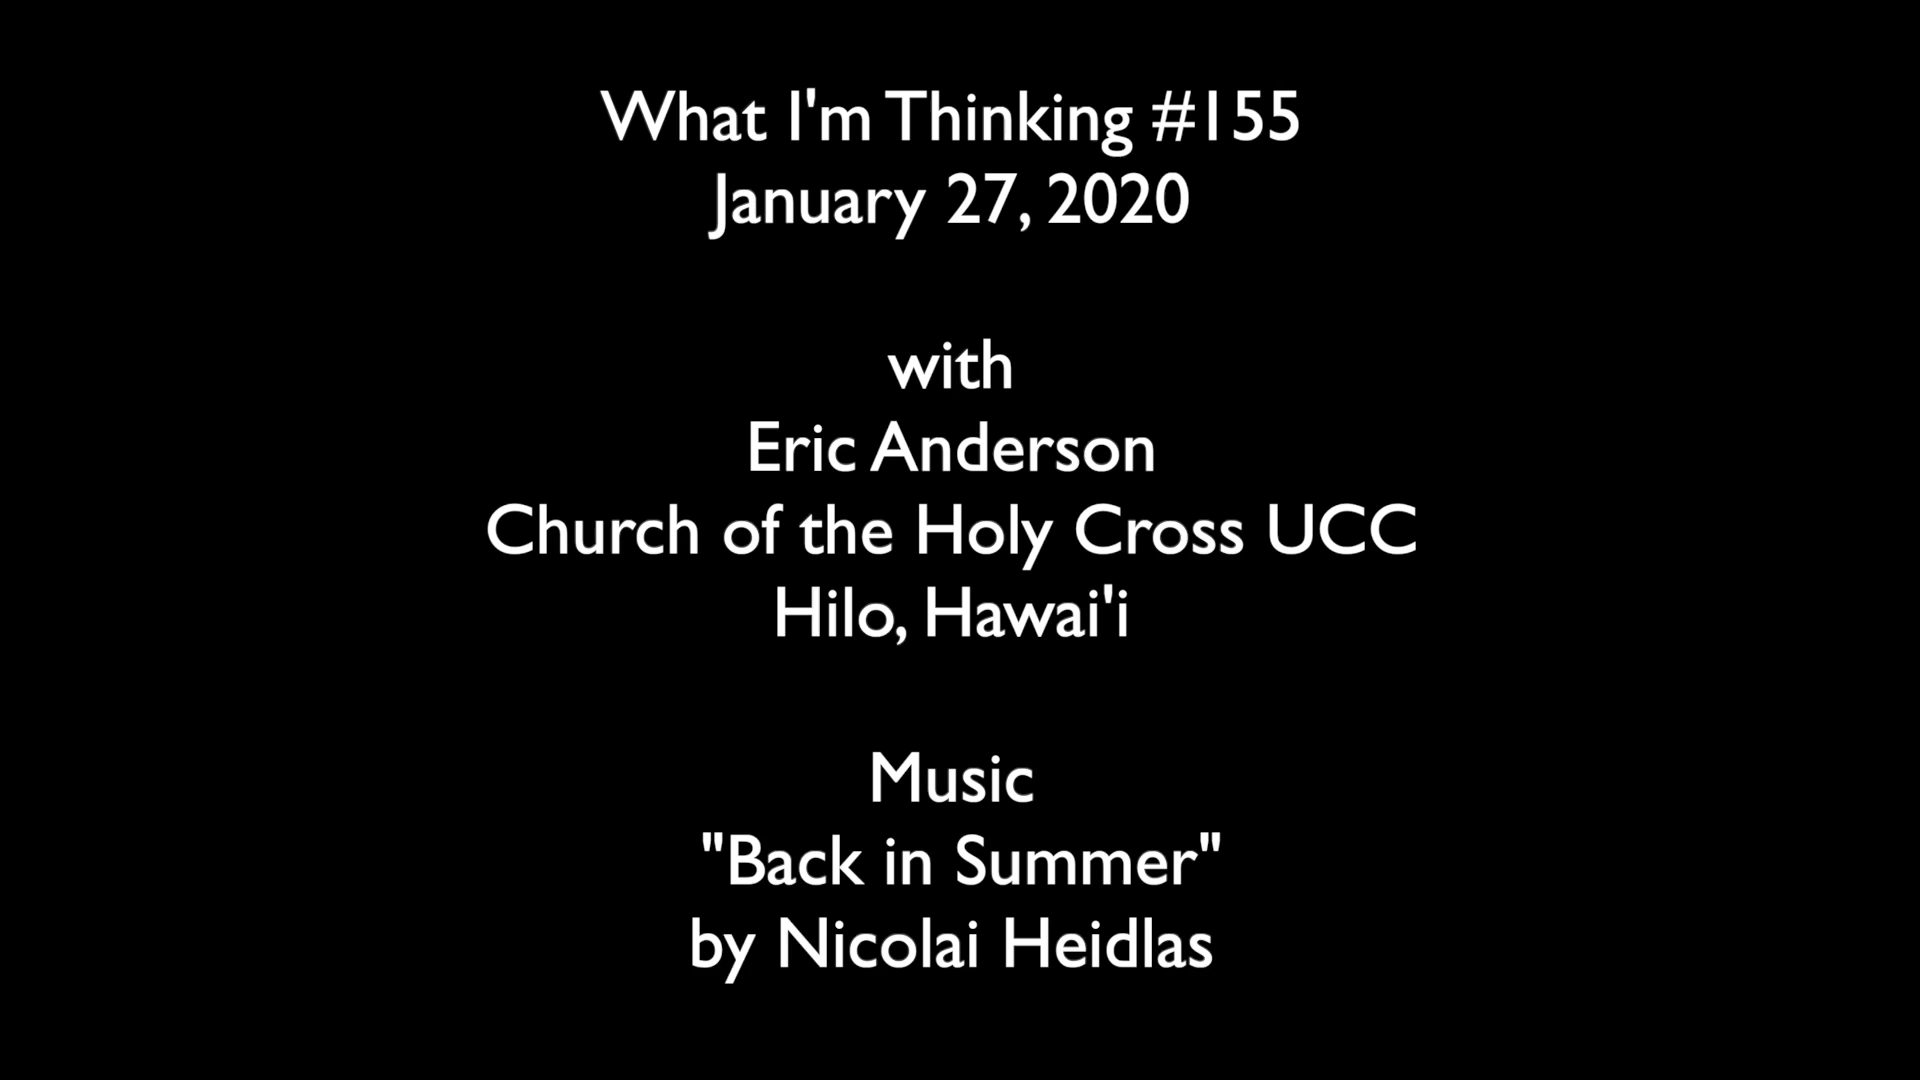 What I'm Thinking #155
January 27, 2020
with
Eric Anderson
Church of the Holy Cross UCC
Hilo, Hawai'i
Music
"Back in Summer"
by Nicolai Heidlas